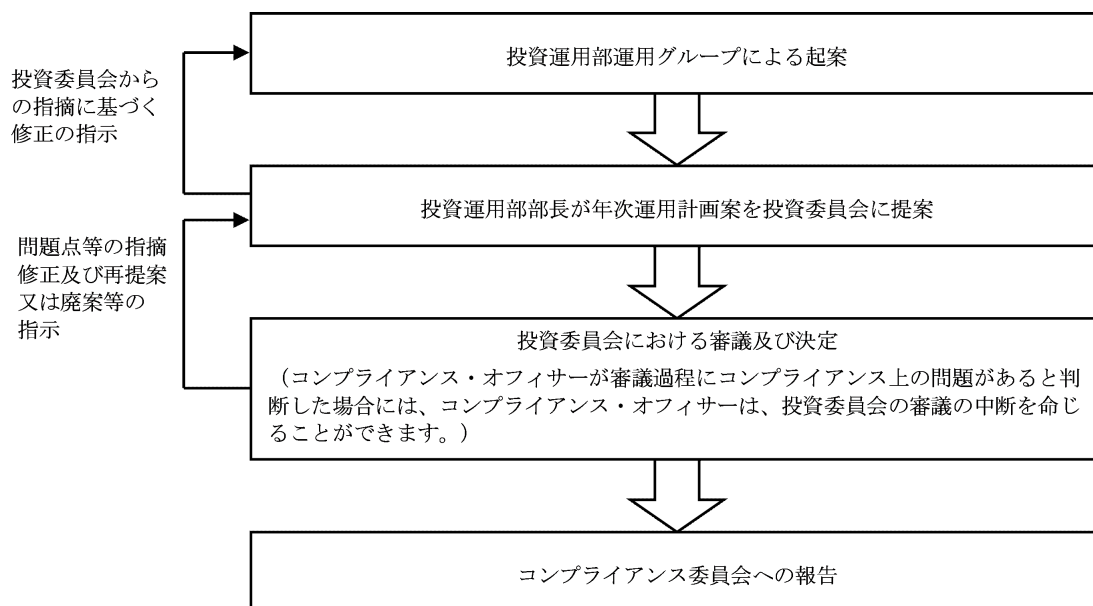 投資運用部運用グループによる起案
投資委員会から
の指摘に基づく
修正の指示
投資運用部部長が年次運用計画案を投資委員会に提案
問題点等の指摘
修正及び再提案
又は廃案等の
指示
投資委員会における審議及び決定
（コンプライアンス・オフィサーが審議過程にコンプライアンス上の問題があると判
断した場合には、コンプライアンス・オフィサーは、投資委員会の審議の中断を命じ
ることができます。）
コンプライアンス委員会への報告